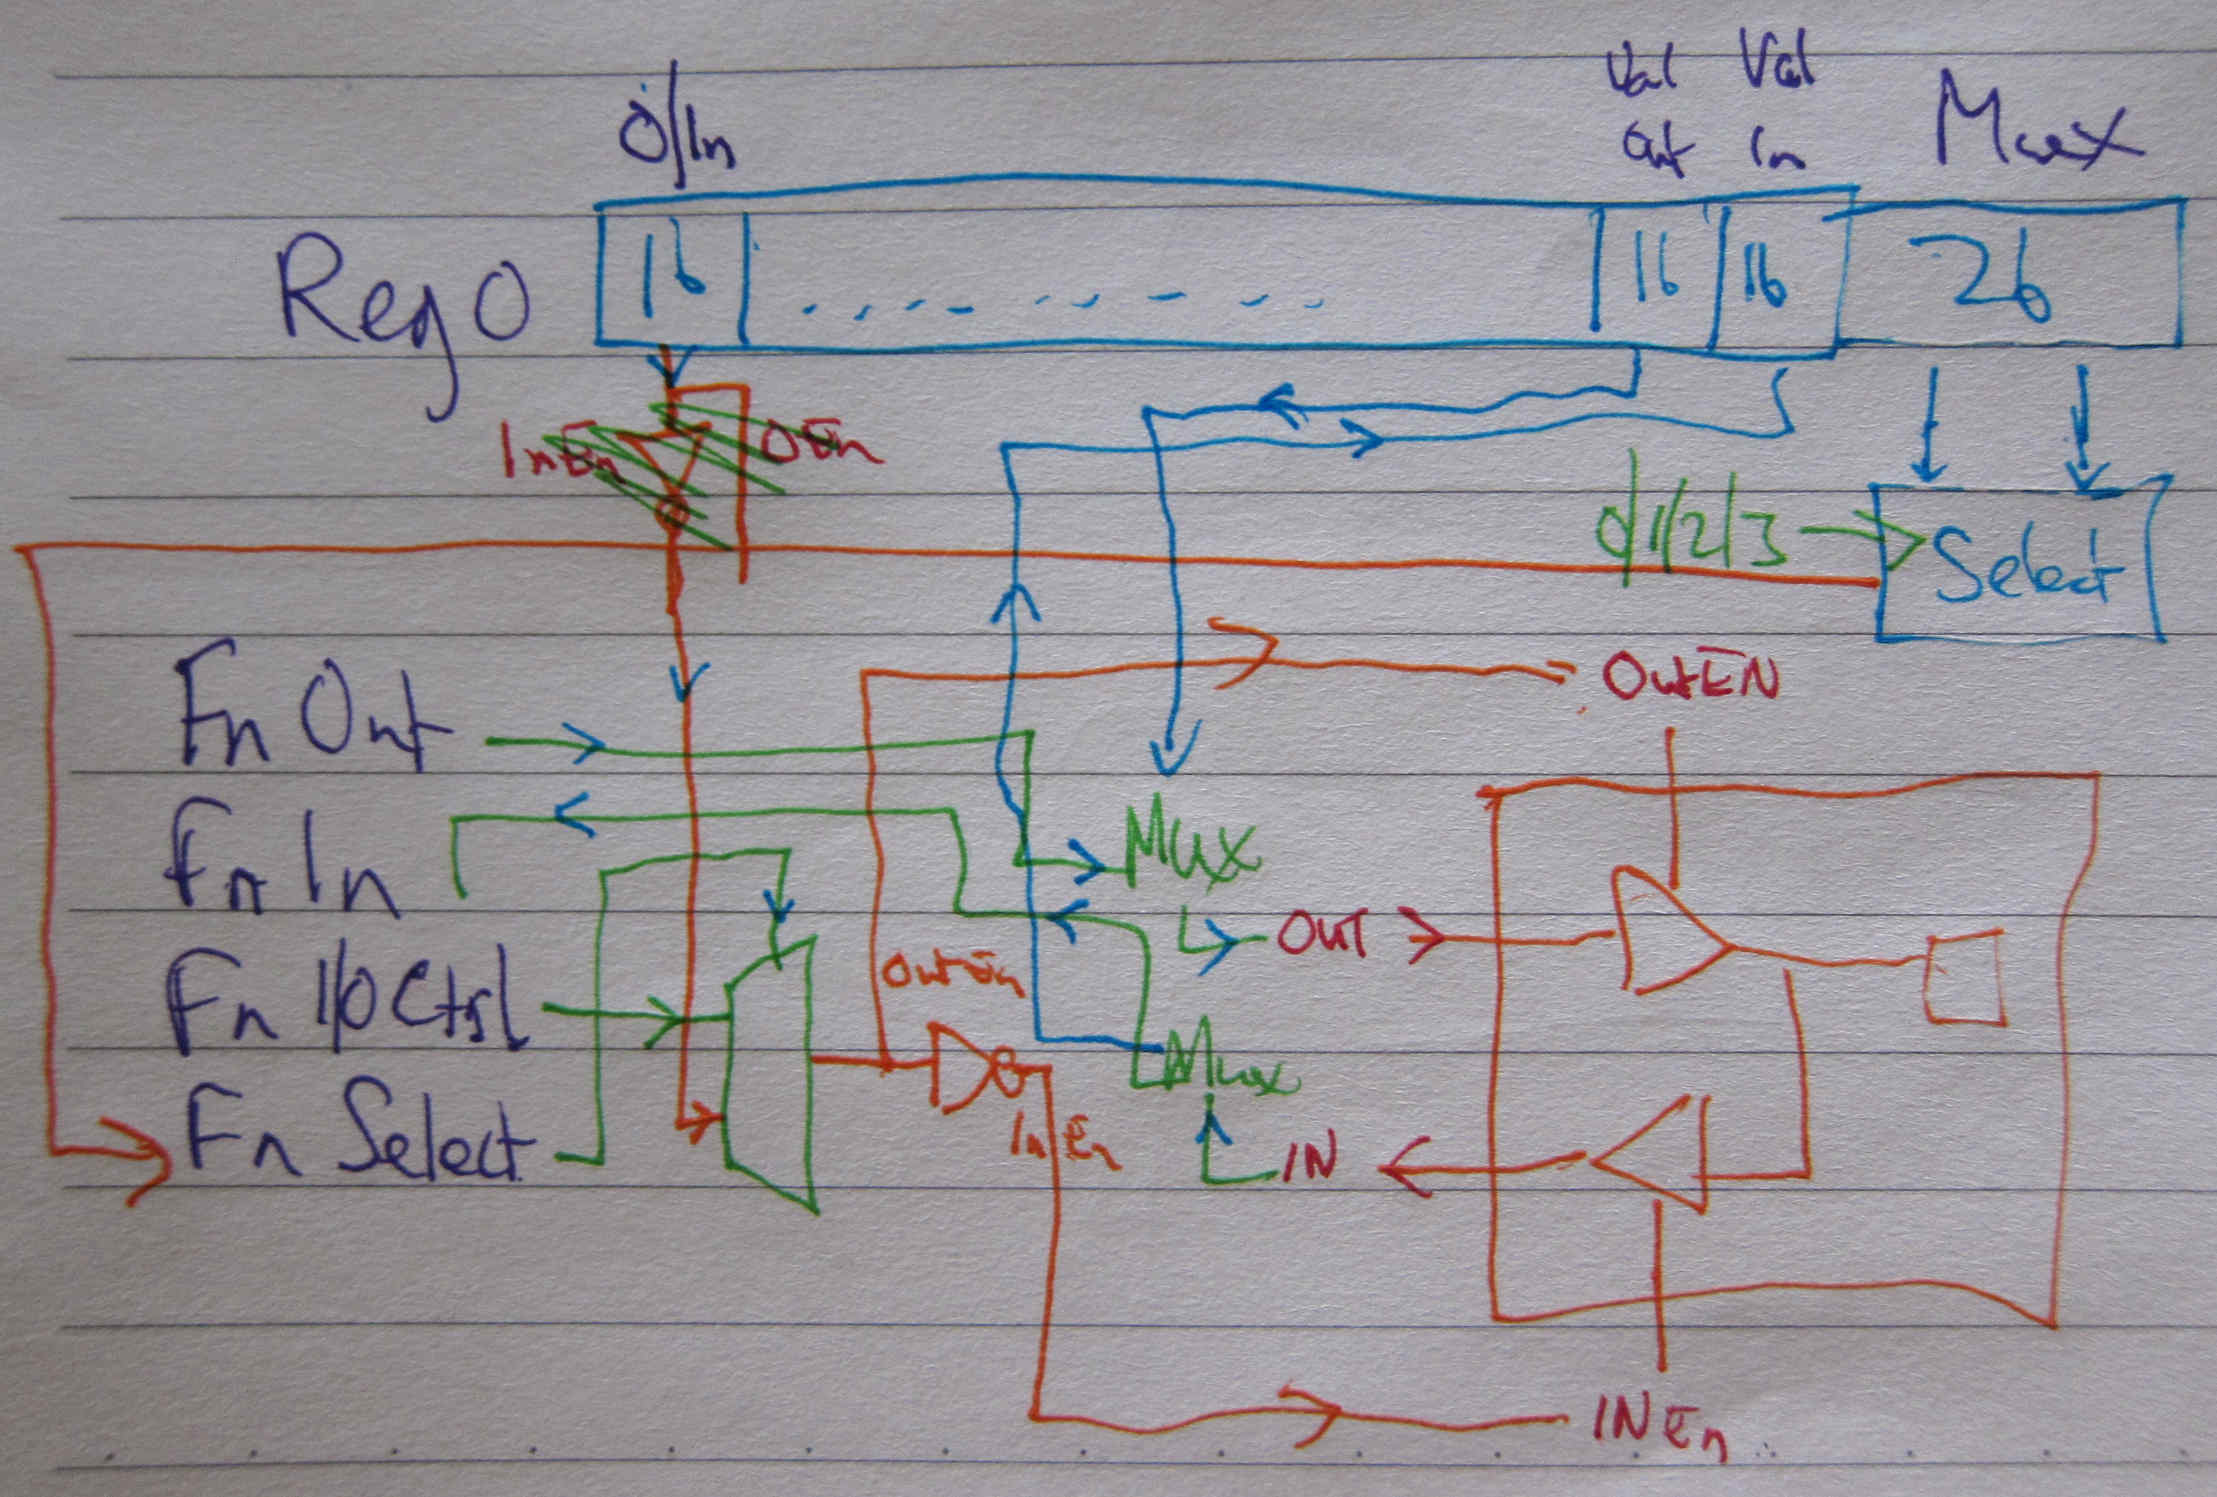 O/In
Val Out
Val In
Mux
Reg 0
1b
1b
1b
2b
InEn
OEn
0/1/2/3
Select
Fn Out
OutEN
Fn In
Mux
Fn I/O Ctrl
OutEn
OUT
Fn Select
InEn
Mux
IN
INEn